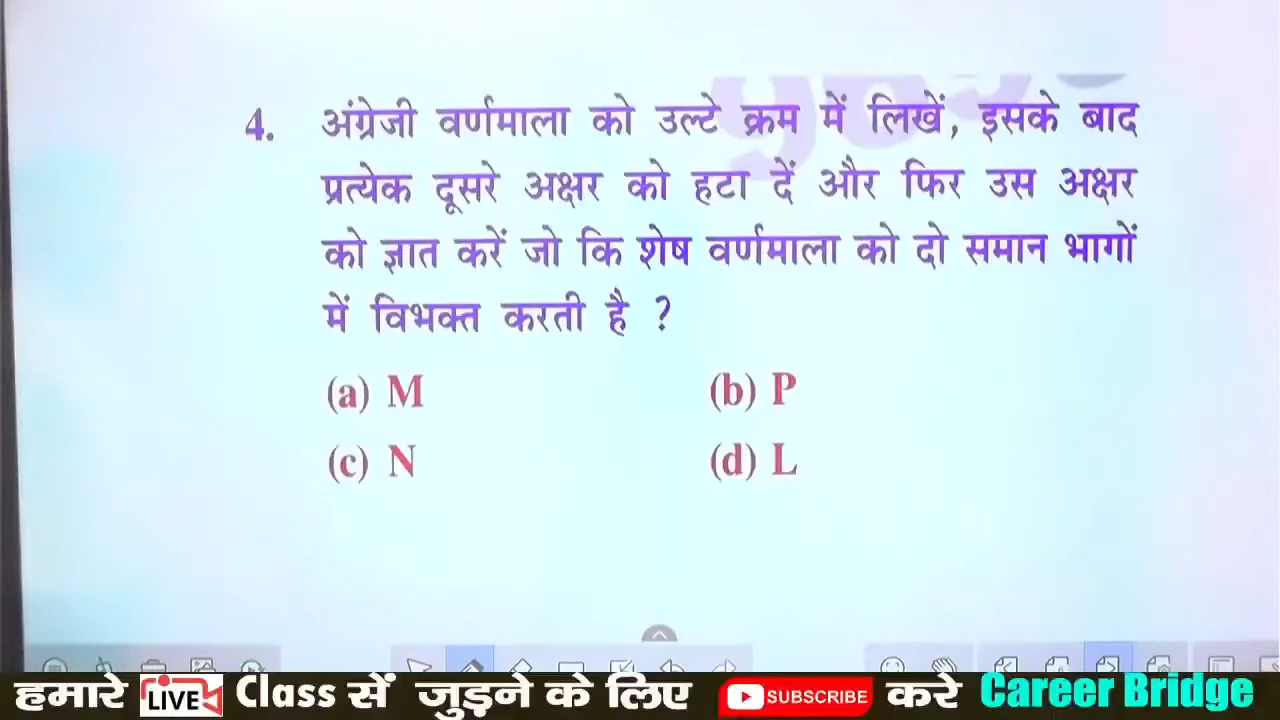 4. अंग्रेजी वर्णमाला को उल्टे क्रम में लिखें, इसके बाद
प्रत्येक दूसरे अक्षर को हटा दें और फिर उस अक्षर
को ज्ञात करें जो कि शेष वर्णमाला को दो समान भागों
में विभक्त करती है ?
(a) M (b) P
(c) N (d) L
हमारे LIVE Class सें जुड़ने के लिए SUBSCRIBE करे Career Bridge